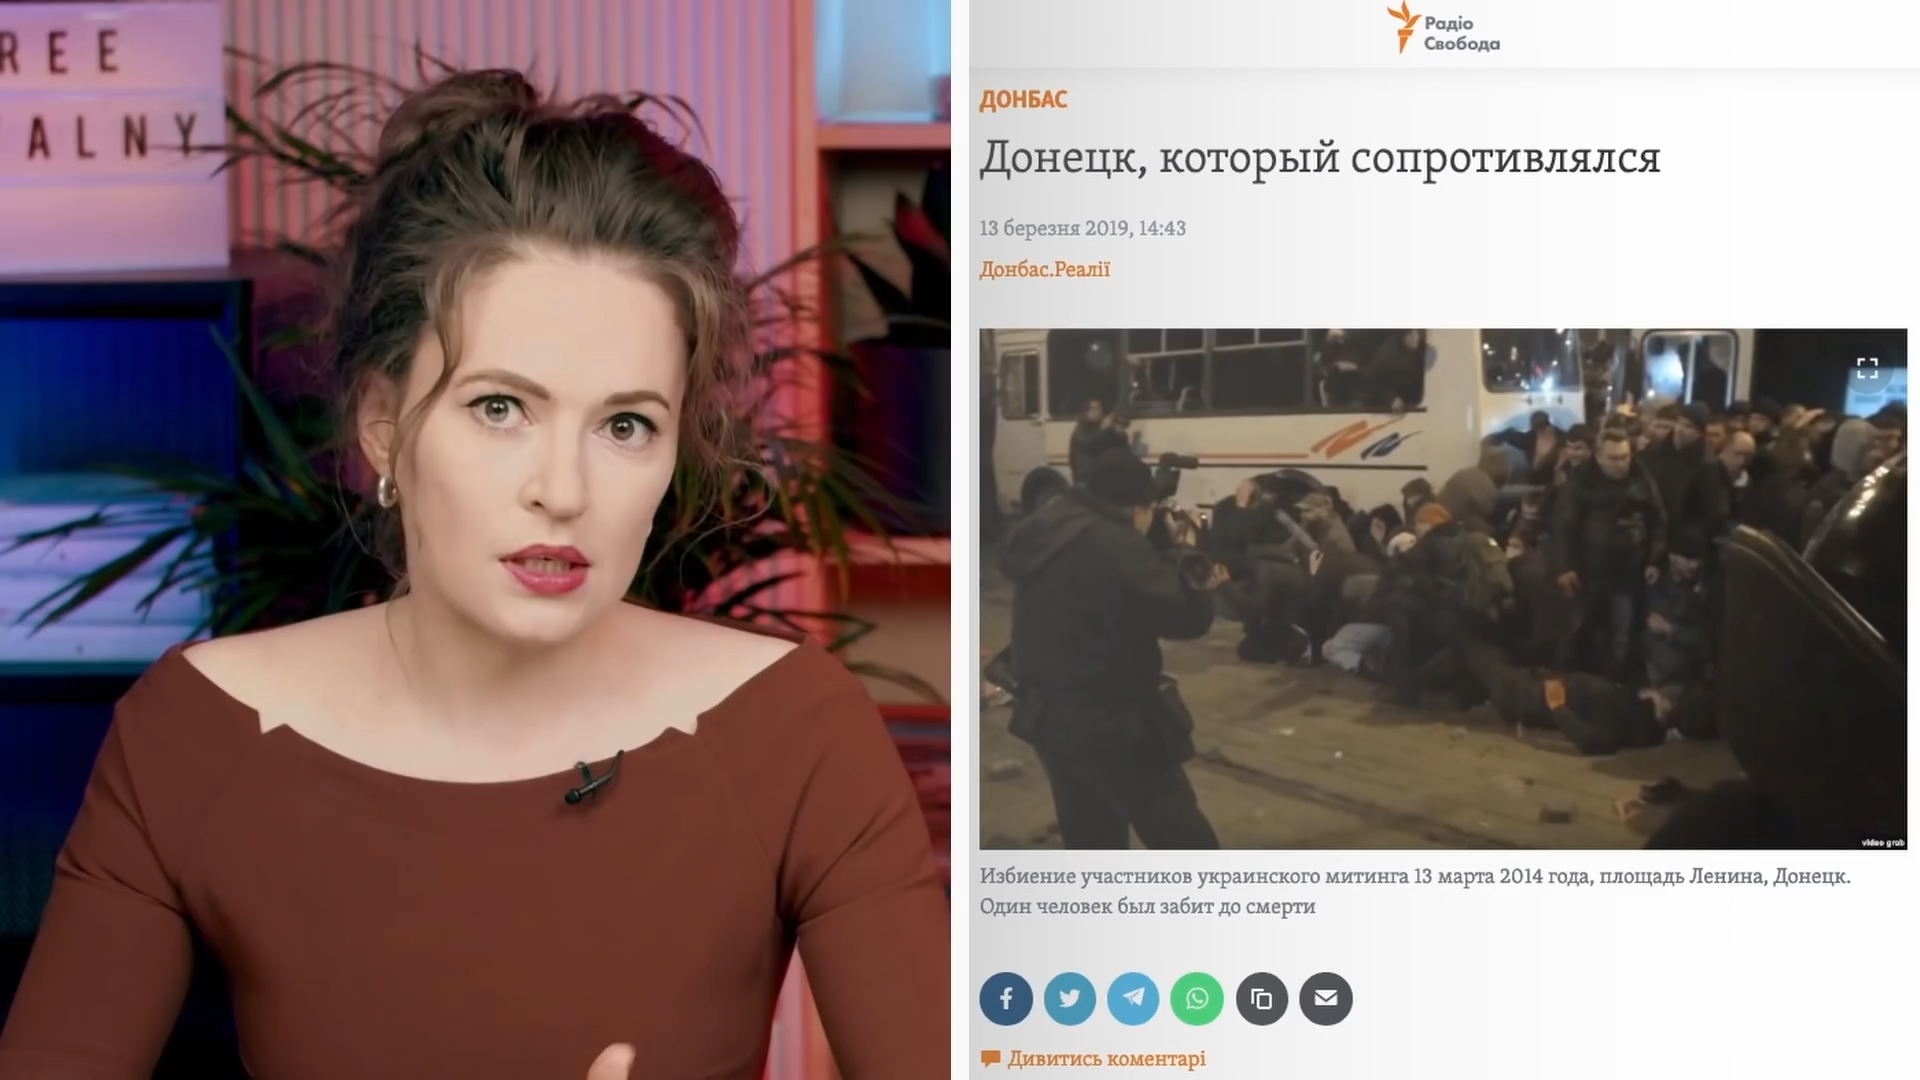 REE
ALNY
Радіо
Свобода
ДОНБАС
Донецк, который сопротивлялся
13 березня 2019, 14:43
Донбас.Реалії
video grab
Избиение участников украинского митинга 13 марта 2014 года, площадь Ленина, Донецк.
Один человек был забит до смерти
Дивитись коментарі